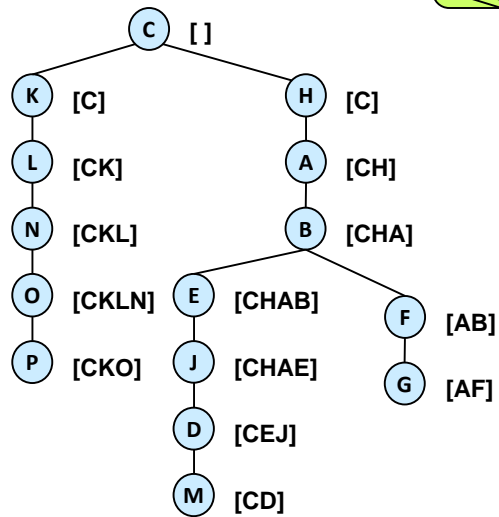 C [ ]
K [C] H [C]
L [CK] A [CH]
N [CKL] B [CHA]
O [CKLN] E [CHAB] F [AB]
P [CKO] J [CHAE] G [AF]
D [CEJ]
M [CD]